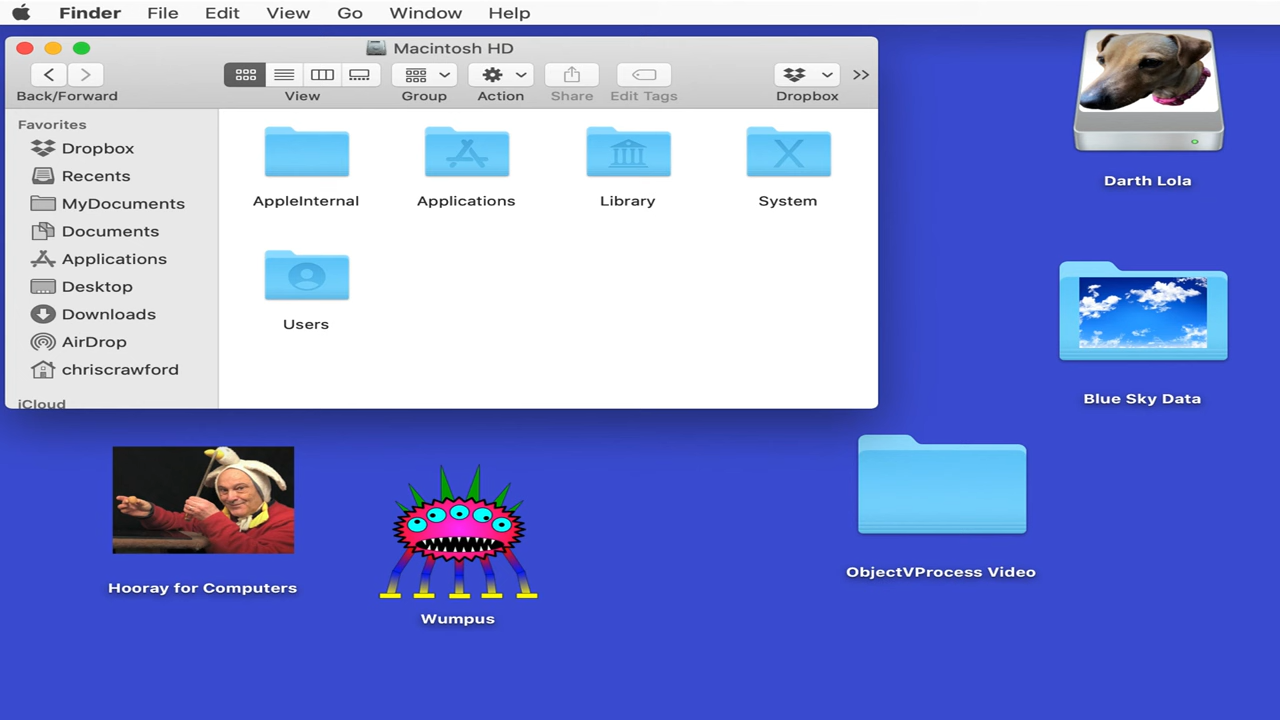 Finder File Edit View Go Window Help
Macintosh HD
Back/Forward View Group Action Share Edit Tags Dropbox
Favorites
Dropbox
Recents
MyDocuments
Documents
Applications
Desktop
Downloads
AirDrop
chriscrawford
iCloud
AppleInternal Applications Library System
Users
Darth Lola
Blue Sky Data
ObjectVProcess Video
Hooray for Computers
Wumpus